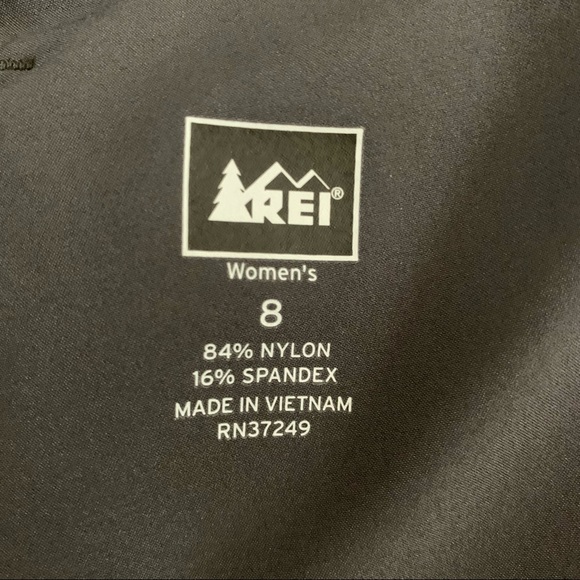 REI®
Women's
8
84% NYLON
16% SPANDEX
MADE IN VIETNAM
RN37249